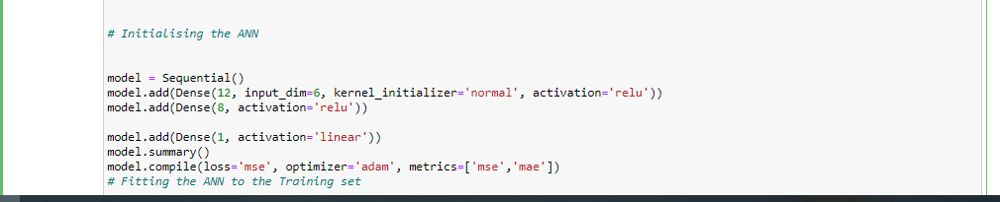 # Initialising the ANN
model = Sequential()
model.add(Dense(12, input_dim=6, kernel_initializer='normal', activation='relu'))
model.add(Dense(8, activation='relu'))
model.add(Dense(1, activation='linear'))
model.summary()
model.compile(loss='mse', optimizer='adam', metrics=['mse','mae'])
# Fitting the ANN to the Training set